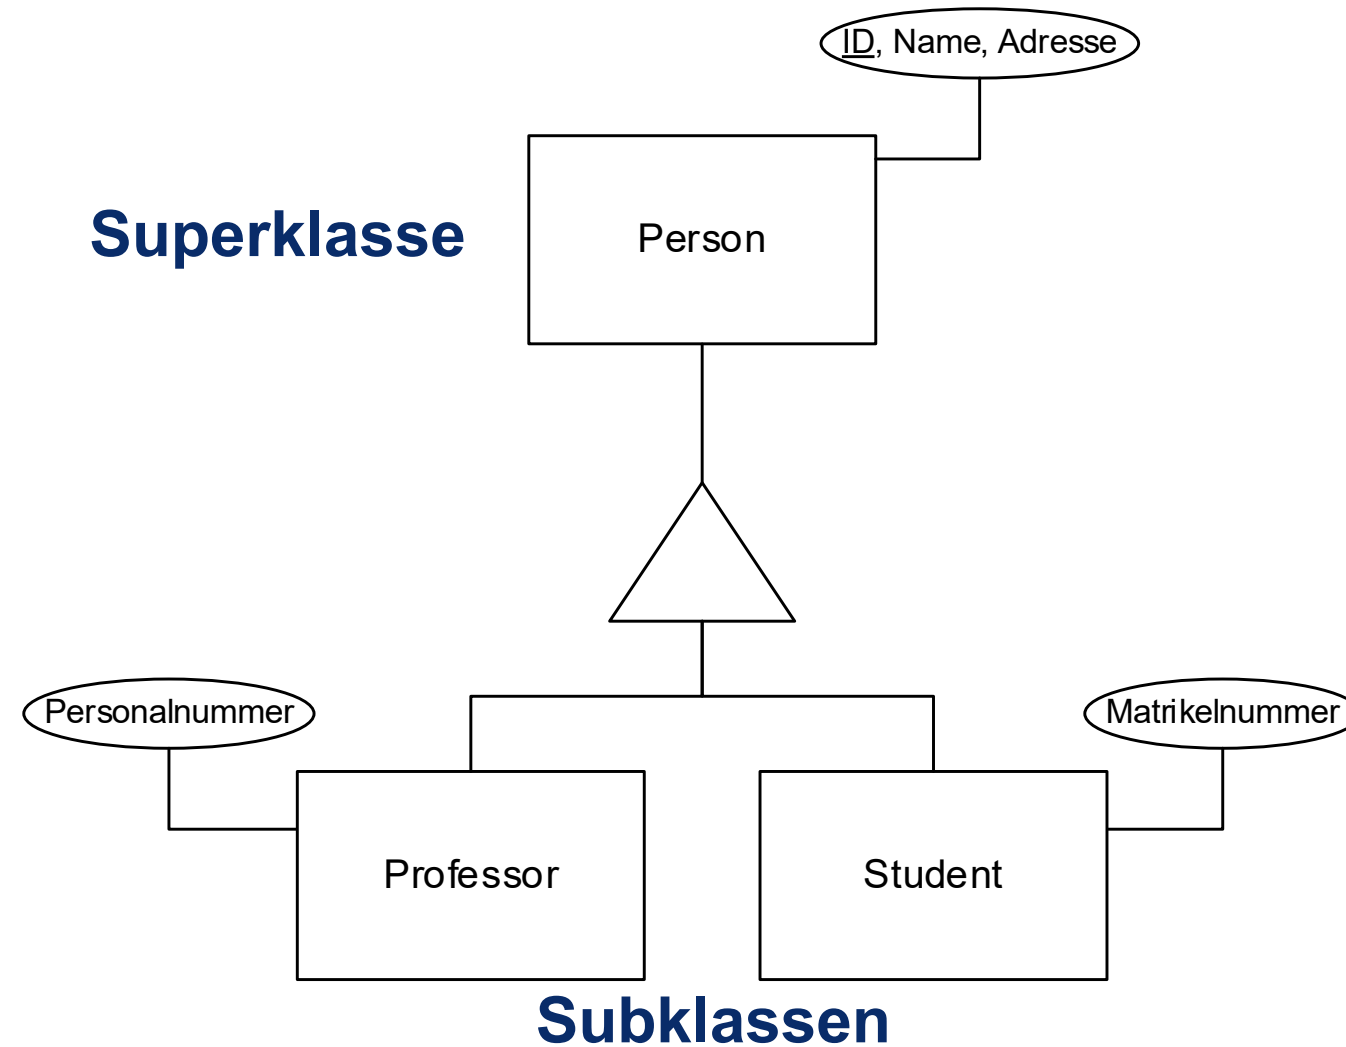 ID, Name, Adresse
Superklasse
Person
Personalnummer
Matrikelnummer
Professor
Student
Subklassen